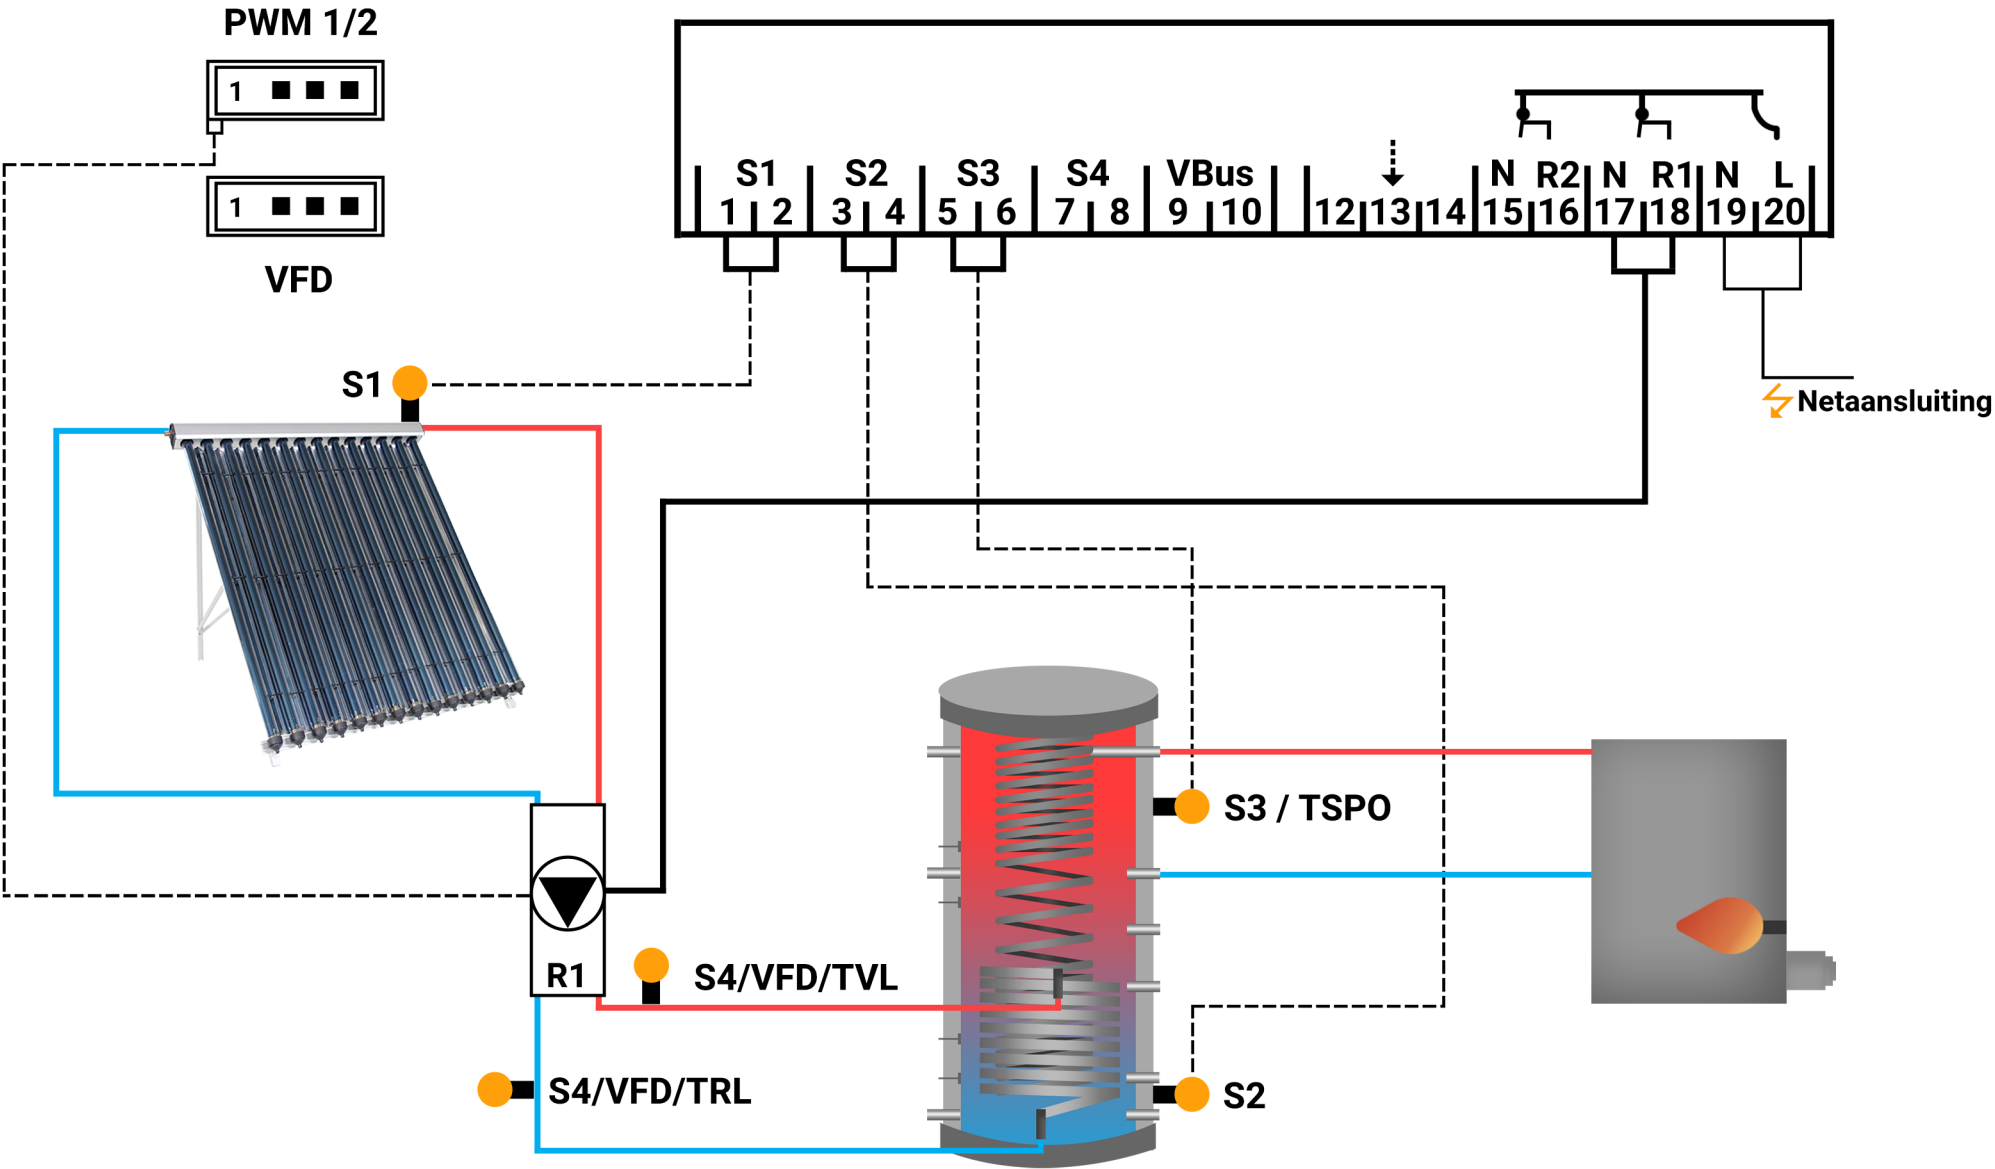 PWM 1/2
1
1
VFD
S1 S2 S3 S4 VBus N R2 N R1 N L
1 2 3 4 5 6 7 8 9 10 12 13 14 15 16 17 18 19 20
S1
Netaansluiting
S3 / TSPO
R1
S4/VFD/TVL
S4/VFD/TRL
S2